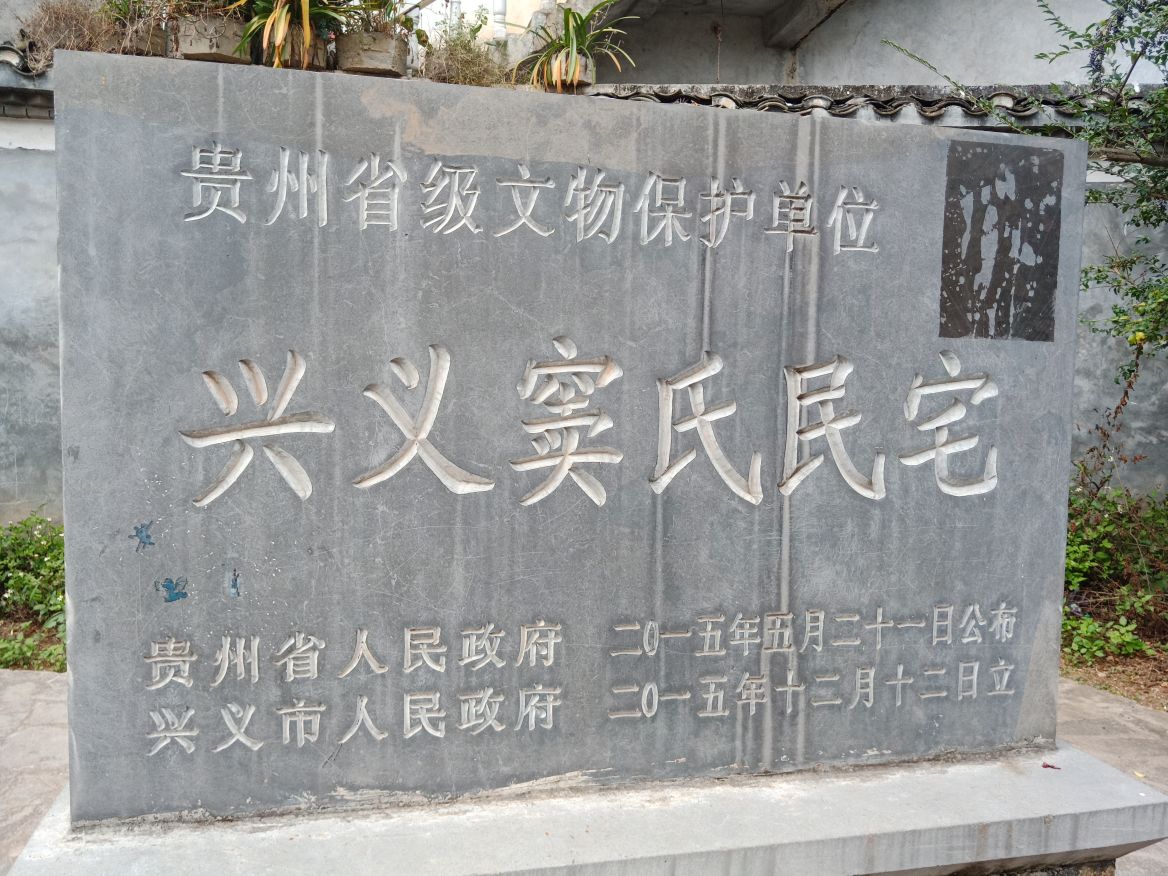 贵州省级文物保护单位
兴义窦氏民宅
贵州省人民政府 二0一五年五月二十一日公布
兴义市人民政府 二0一五年十二月十二日立